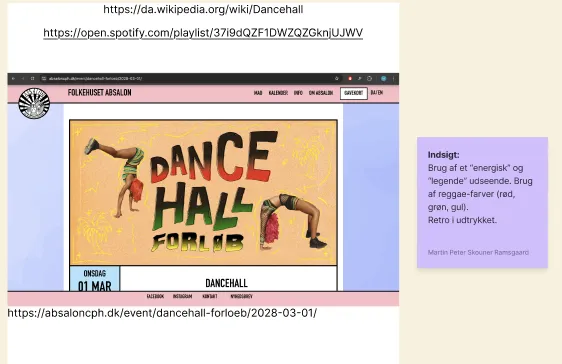 https://da.wikipedia.org/wiki/Dancehall
https://open.spotify.com/playlist/37i9dQZF1DWZQZGknjUJWV
absaloncph.dk/event/dancehall-forloeb/2028-03-01/
FOLKEHUSET ABSALON
MAD KALENDER INFO OM ABSALON GAVEKORT DA/EN
DANCE
HALL
FORLØB
ONSDAG
01 MAR
DANCEHALL
FACEBOOK INSTAGRAM KONTAKT NYHEDSBREV
https://absaloncph.dk/event/dancehall-forloeb/2028-03-01/
Indsigt:
Brug af et "energisk" og
"legende" udseende. Brug
af reggae-farver (rød,
grøn, gul).
Retro i udtrykket.
Martin Peter Skouner Ramsgaard